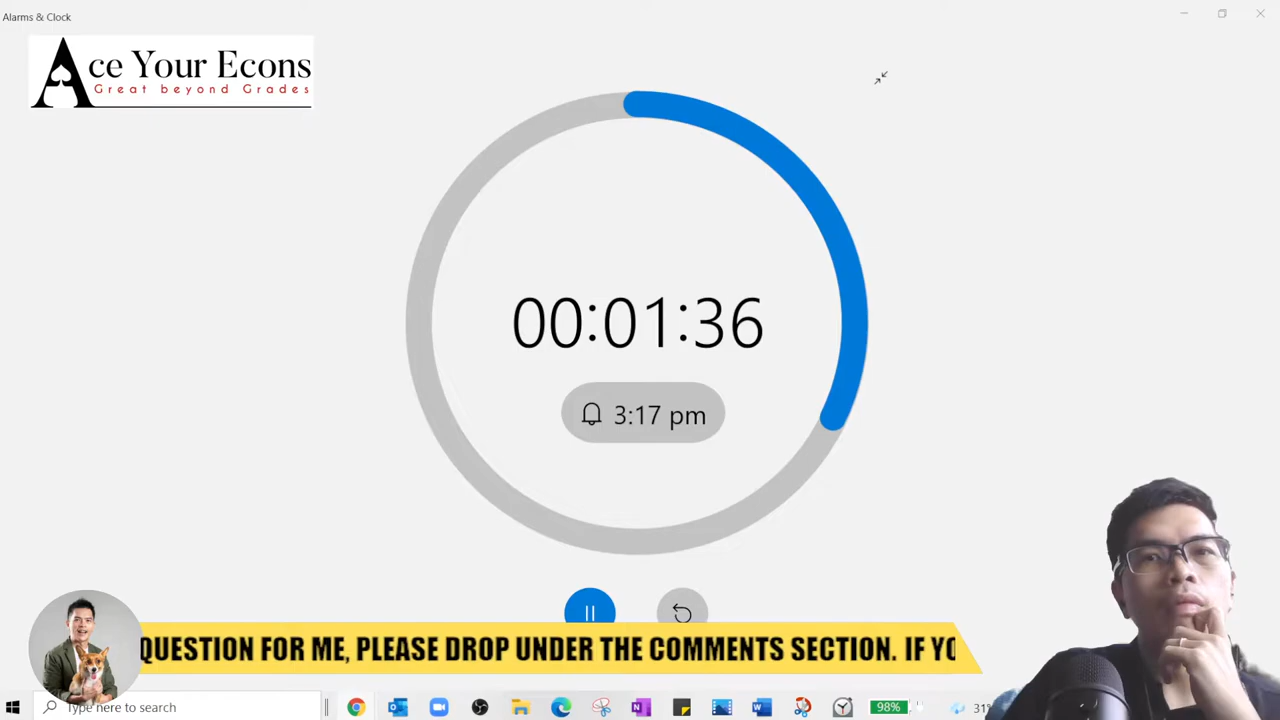 Alarms & Clock
Ace Your Econs
Great beyond Grades
00:01:36
3:17 pm
QUESTION FOR ME, PLEASE DROP UNDER THE COMMENTS SECTION. IF YO
Type here to search
98%
31°